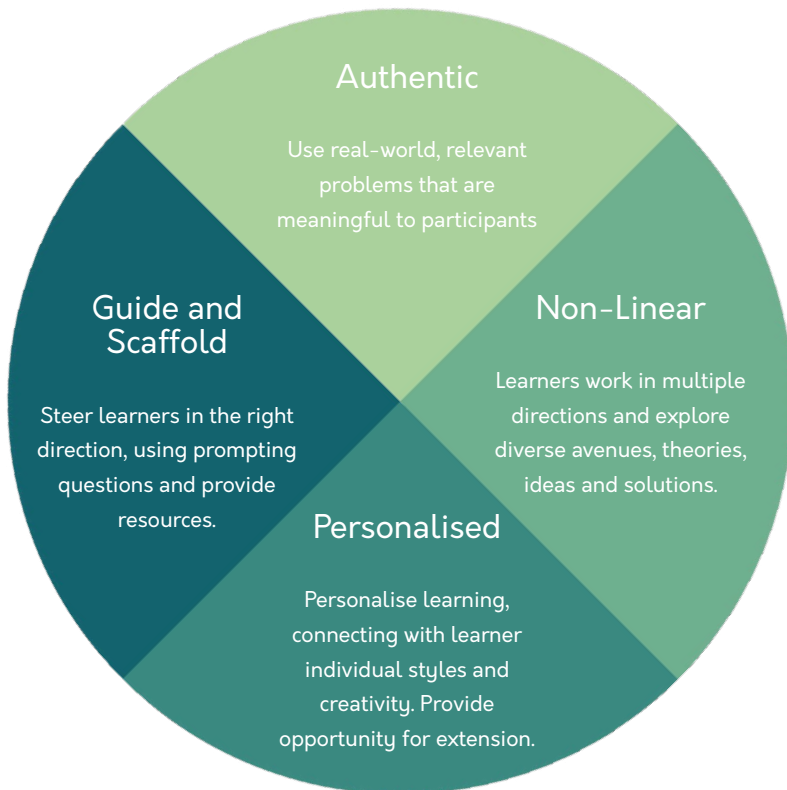 Authentic
Use real-world, relevant
problems that are
meaningful to participants
Guide and
Scaffold
Steer learners in the right
direction, using prompting
questions and provide
resources.
Non-Linear
Learners work in multiple
directions and explore
diverse avenues, theories,
ideas and solutions.
Personalised
Personalise learning,
connecting with learner
individual styles and
creativity. Provide
opportunity for extension.